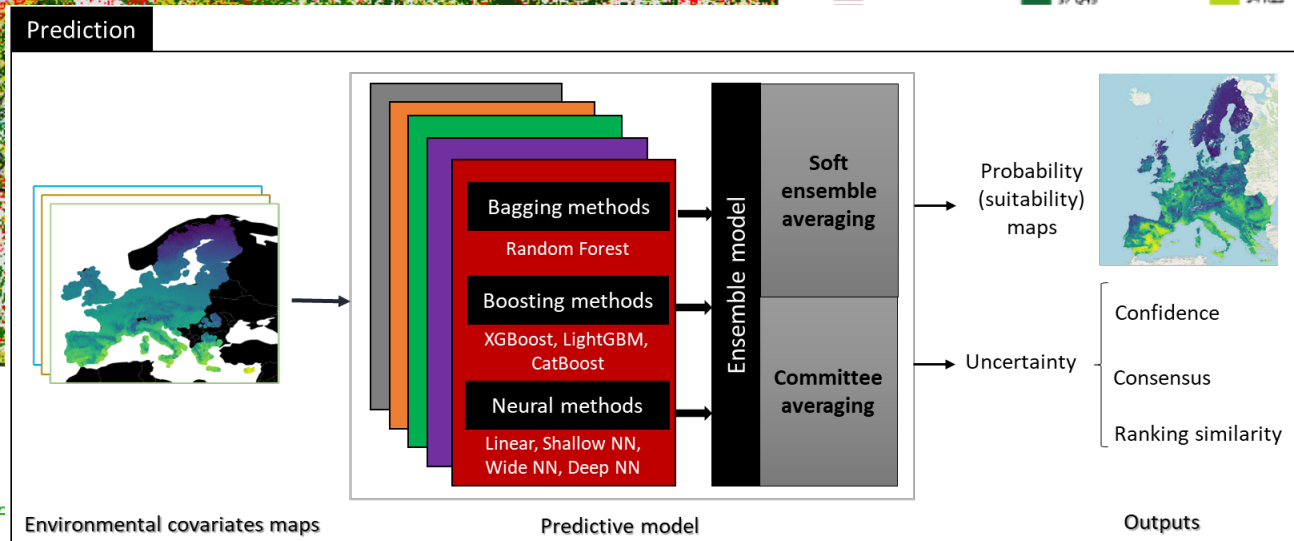 Prediction
Bagging methods
Random Forest
Boosting methods
XGBoost, LightGBM,
CatBoost
Neural methods
Linear, Shallow NN,
Wide NN, Deep NN
Ensemble model
Soft
ensemble
averaging
Committee
averaging
Probability
(suitability)
maps
Uncertainty
Confidence
Consensus
Ranking similarity
Environmental covariates maps
Predictive model
Outputs